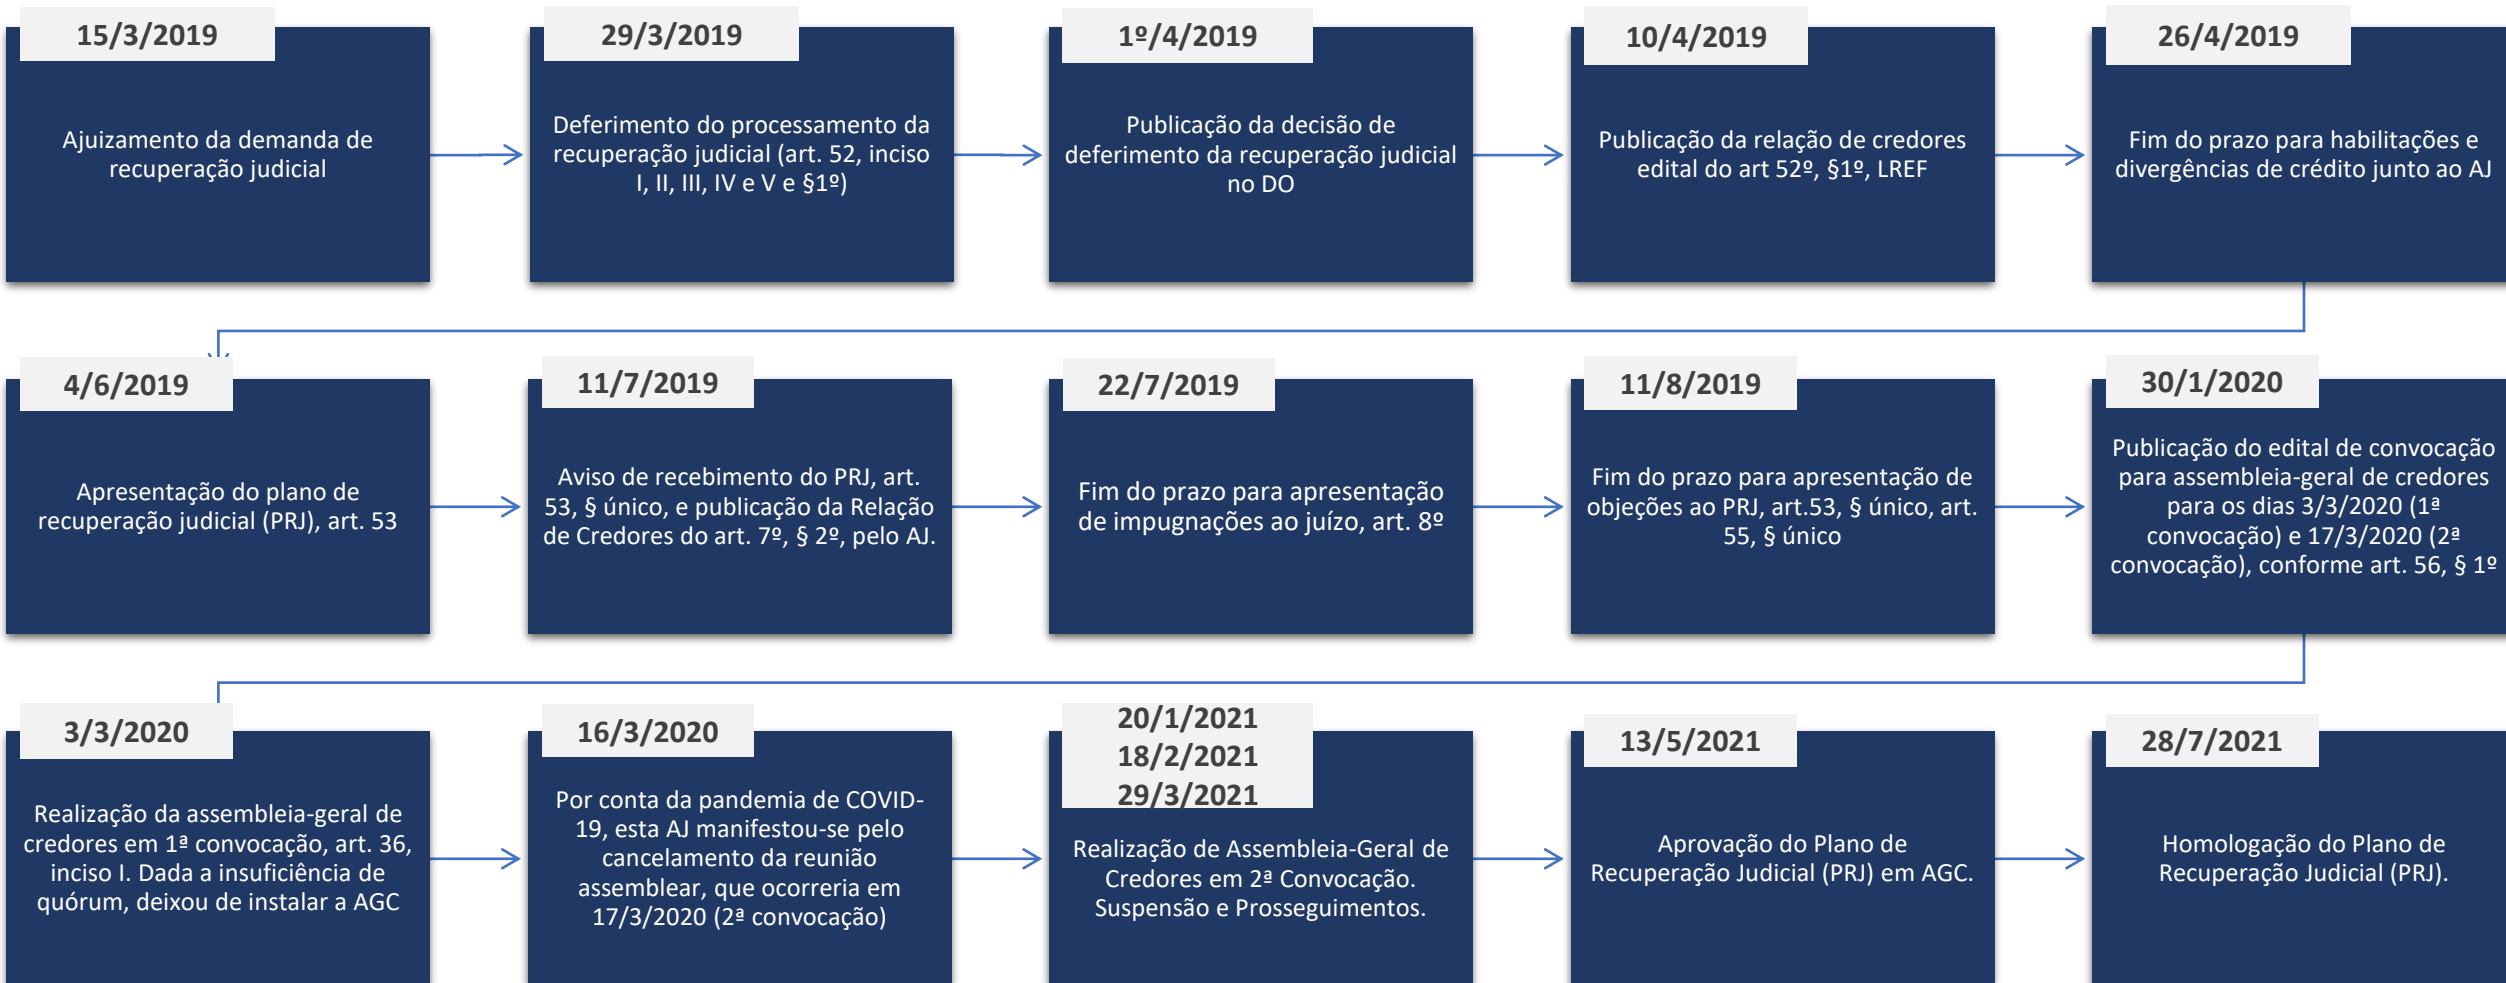 15/3/2019
Ajuizamento da demanda de
recuperação judicial
29/3/2019
Deferimento do processamento da
recuperação judicial (art. 52, inciso
I, II, III, IV e V e §1º)
1º/4/2019
Publicação da decisão de
deferimento da recuperação judicial
no DO
10/4/2019
Publicação da relação de credores
edital do art 52º, §1º, LREF
26/4/2019
Fim do prazo para habilitações e
divergências de crédito junto ao AJ
4/6/2019
Apresentação do plano de
recuperação judicial (PRJ), art. 53
11/7/2019
Aviso de recebimento do PRJ, art.
53, § único, e publicação da Relação
de Credores do art. 7º, § 2º, pelo AJ.
22/7/2019
Fim do prazo para apresentação
de impugnações ao juízo, art. 8º
11/8/2019
Fim do prazo para apresentação de
objeções ao PRJ, art.53, § único, art.
55, § único
30/1/2020
Publicação do edital de convocação
para assembleia-geral de credores
para os dias 3/3/2020 (1ª
convocação) e 17/3/2020 (2ª
convocação), conforme art. 56, § 1º
3/3/2020
Realização da assembleia-geral de
credores em 1ª convocação, art. 36,
inciso I. Dada a insuficiência de
quórum, deixou de instalar a AGC
16/3/2020
Por conta da pandemia de COVID-
19, esta AJ manifestou-se pelo
cancelamento da reunião
assemblear, que ocorreria em
17/3/2020 (2ª convocação)
20/1/2021
18/2/2021
29/3/2021
Realização de Assembleia-Geral de
Credores em 2ª Convocação.
Suspensão e Prosseguimentos.
13/5/2021
Aprovação do Plano de
Recuperação Judicial (PRJ) em AGC.
28/7/2021
Homologação do Plano de
Recuperação Judicial (PRJ).